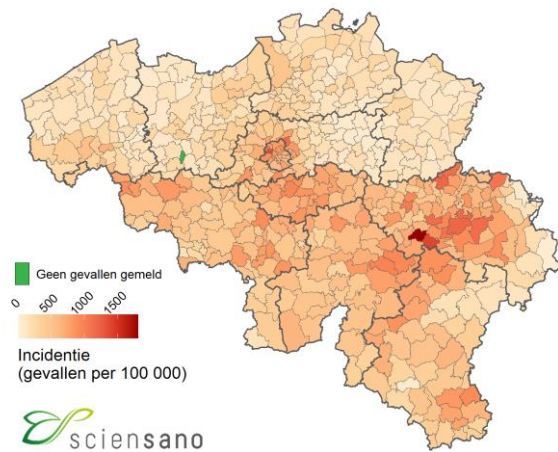 Geen gevallen gemeld
0 500 1000 1500
Incidentie
(gevallen per 100 000)
sciensano